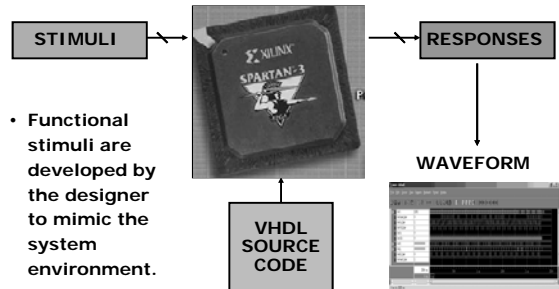 STIMULI
XILINX
SPARTAN-3
RESPONSES
• Functional
stimuli are
developed by
the designer
to mimic the
system
environment.
WAVEFORM
VHDL
SOURCE
CODE